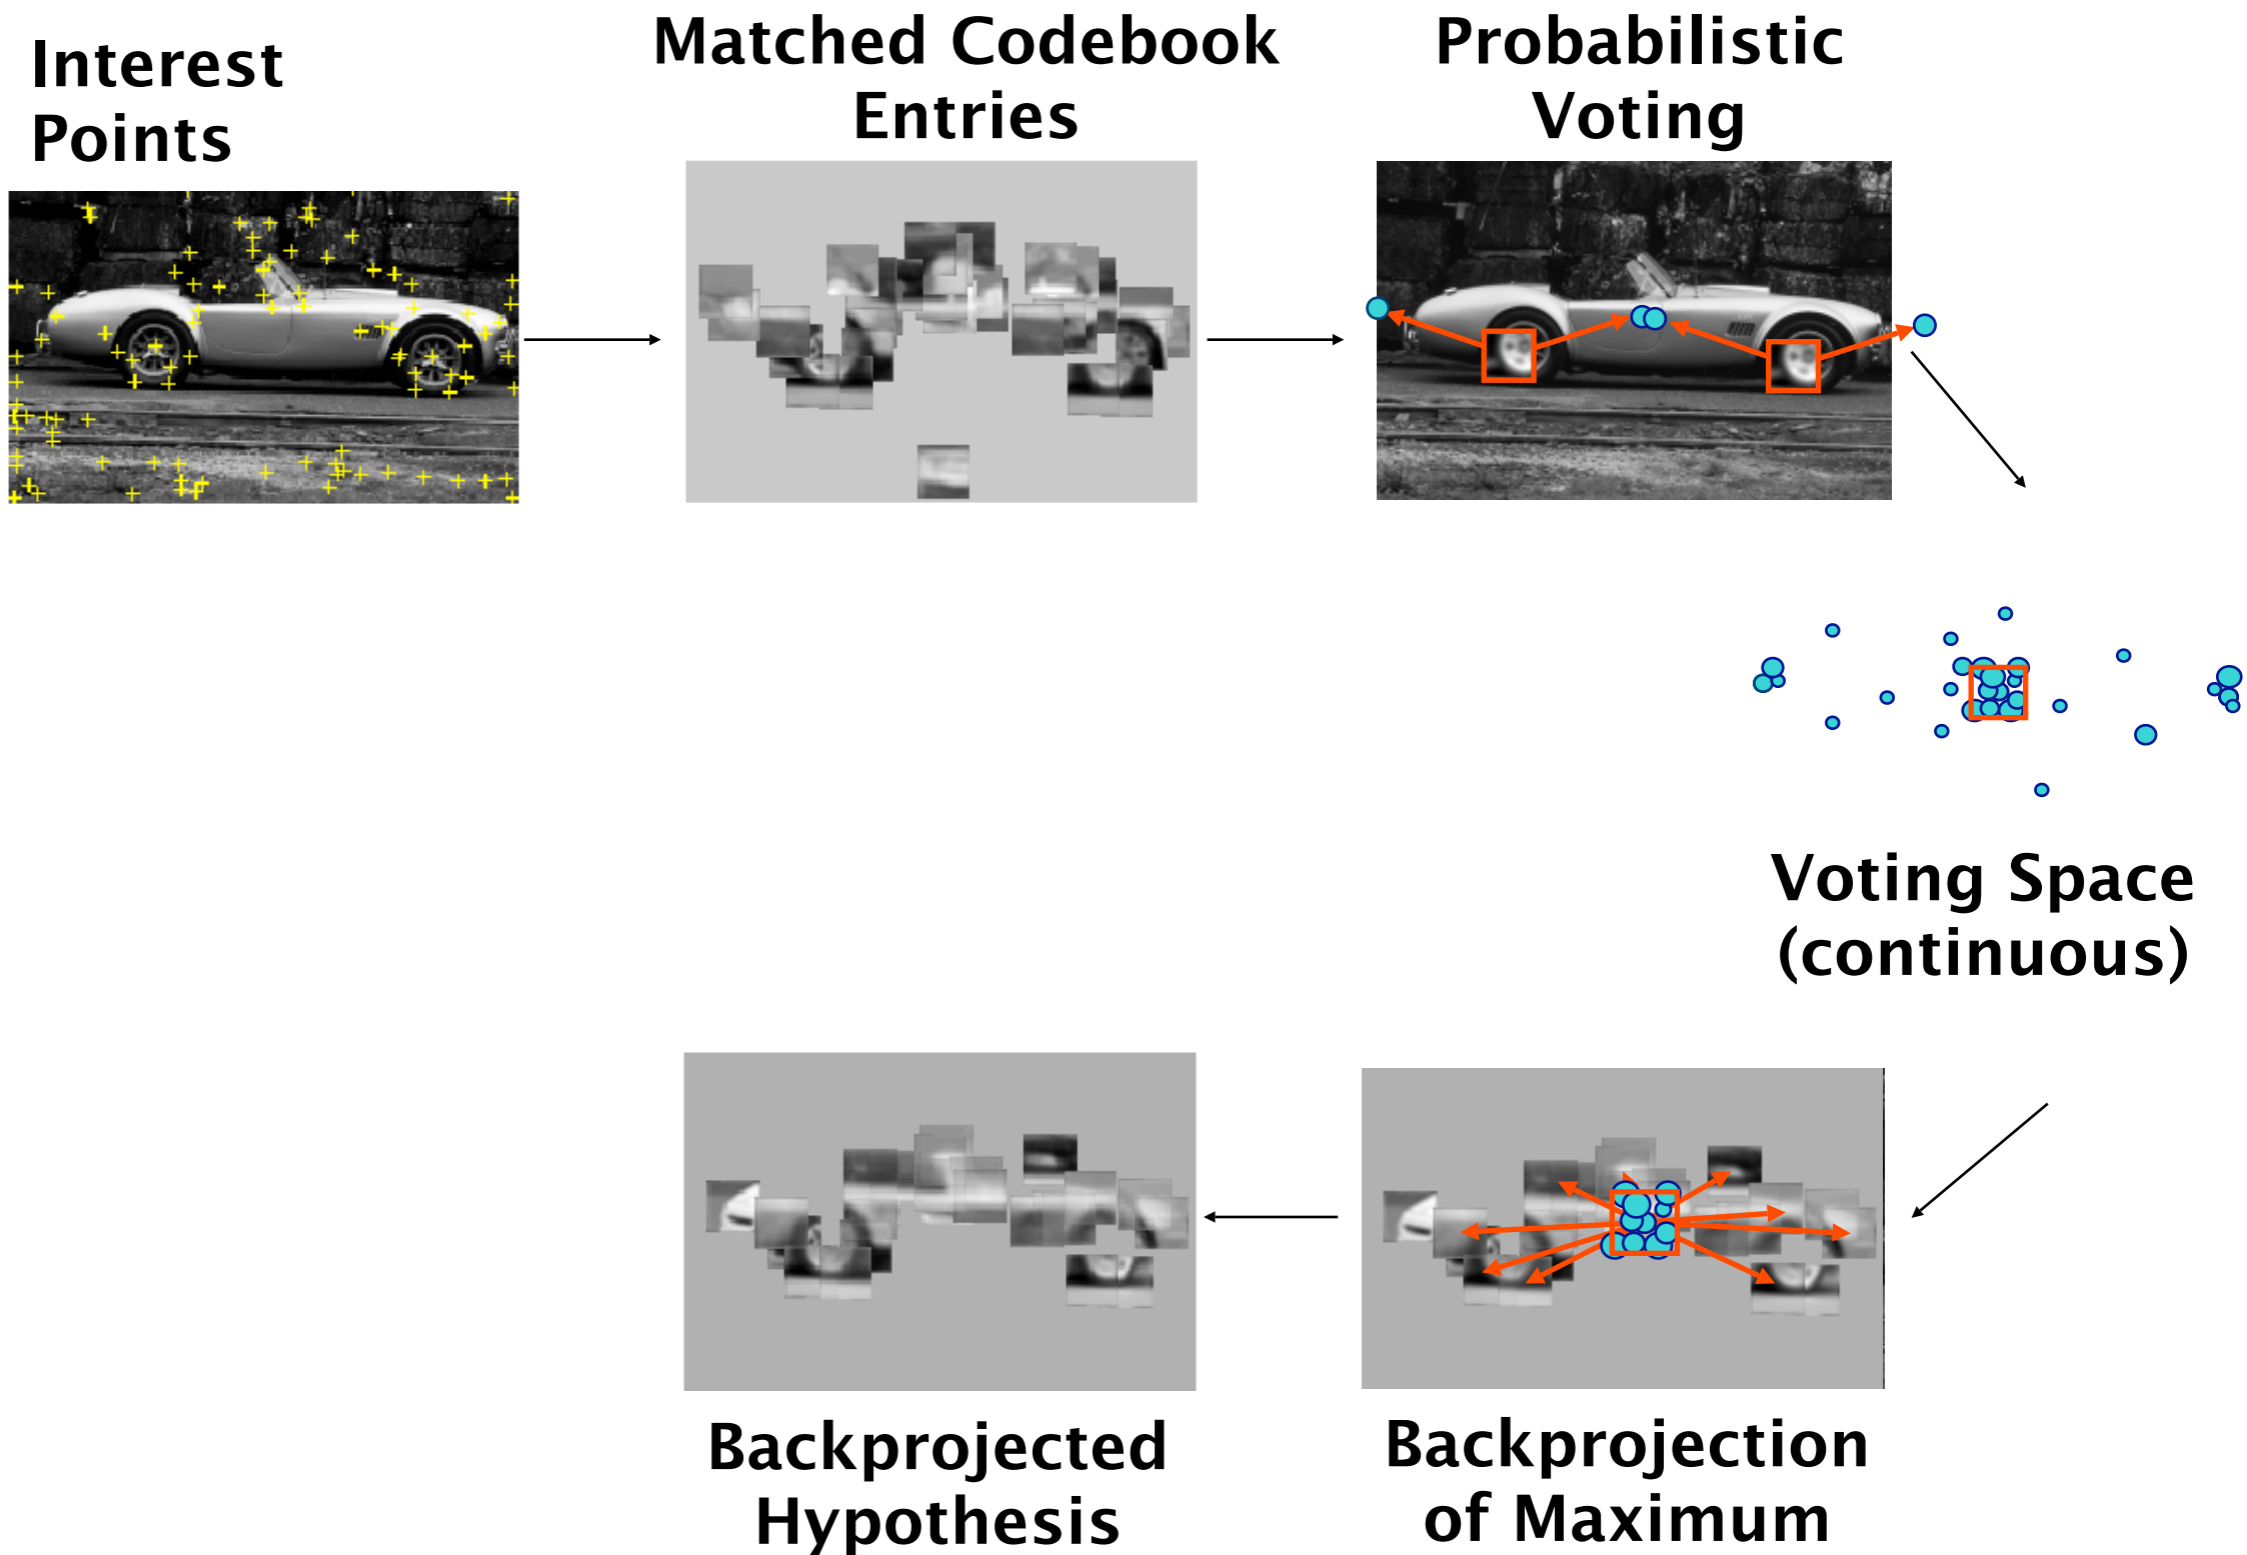 Interest
Points
Matched Codebook
Entries
Probabilistic
Voting
Voting Space
(continuous)
Backprojection
of Maximum
Backprojected
Hypothesis